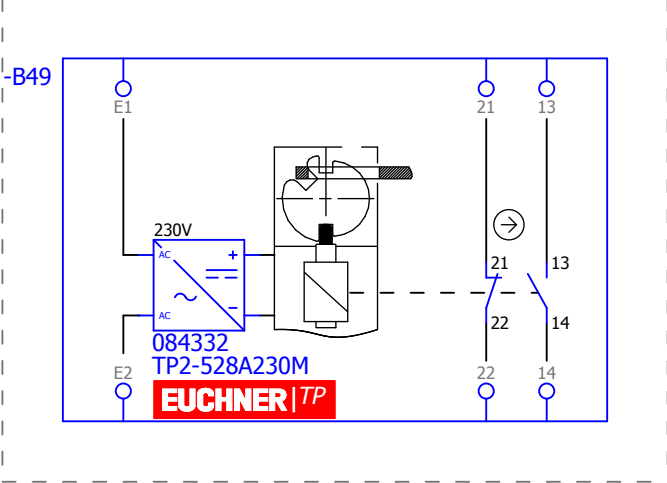 -B49
E1
21
13
230V
AC
+
21
13
AC
-
22
14
084332
TP2-528A230M
E2
22
14
EUCHNER|TP